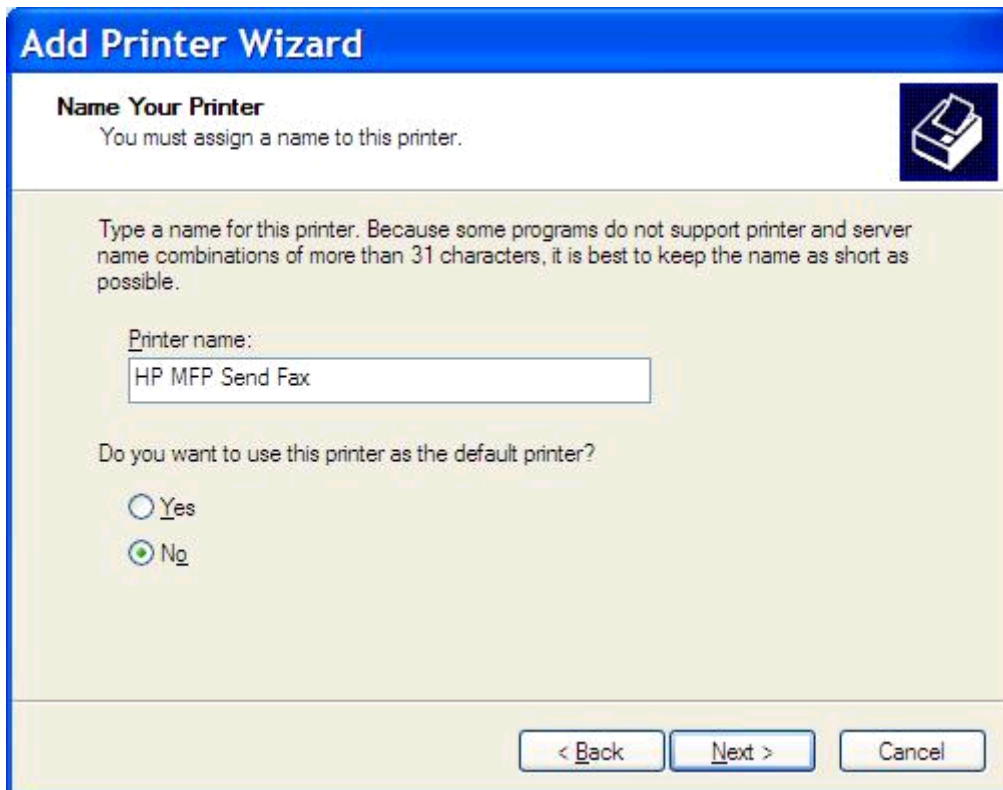 Add Printer Wizard
Name Your Printer
You must assign a name to this printer.
Type a name for this printer. Because some programs do not support printer and server
name combinations of more than 31 characters, it is best to keep the name as short as
possible.
Printer name:
HP MFP Send Fax
Do you want to use this printer as the default printer?
Yes
No
< Back Next > Cancel